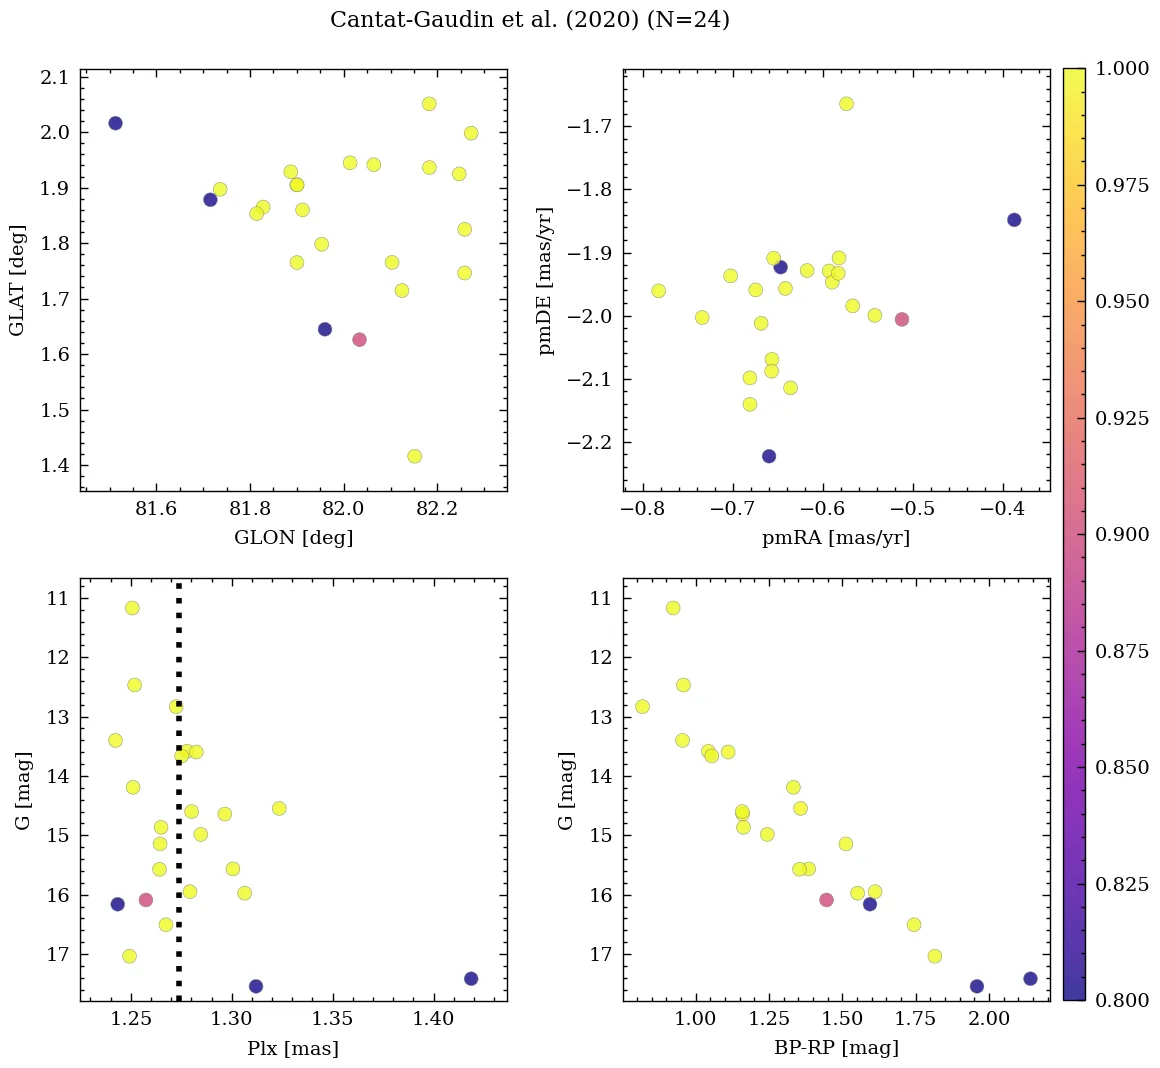 Cantat-Gaudin et al. (2020) (N=24)
2.1
2.0
1.9
1.8
1.7
1.6
1.5
1.4
GLAT [deg]
81.6 81.8 82.0 82.2
GLON [deg]
−1.7
−1.8
−1.9
−2.0
−2.1
−2.2
pmDE [mas/yr]
−0.8 −0.7 −0.6 −0.5 −0.4
pmRA [mas/yr]
11
12
13
14
15
16
17
G [mag]
1.25 1.30 1.35 1.40
Plx [mas]
11
12
13
14
15
16
17
G [mag]
1.00 1.25 1.50 1.75 2.00
BP-RP [mag]
1.000
0.975
0.950
0.925
0.900
0.875
0.850
0.825
0.800